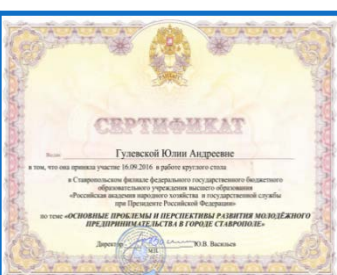 СЕРТИФИКАТ
Гулевской Юлии Андреевне
в том, что она приняла участие 16.09.2016 в работе круглого стола
в Ставропольском филиале федерального государственного бюджетного
образовательного учреждения высшего образования
«Российская академия народного хозяйства и государственной службы
при Президенте Российской Федерации»
по теме «ОСНОВНЫЕ ПРОБЛЕМЫ И ПЕРСПЕКТИВЫ РАЗВИТИЯ МОЛОДЁЖНОГО
ПРЕДПРИНИМАТЕЛЬСТВА В ГОРОДЕ СТАВРОПОЛЕ»
Директор Ю.В. Васильев
М.П.